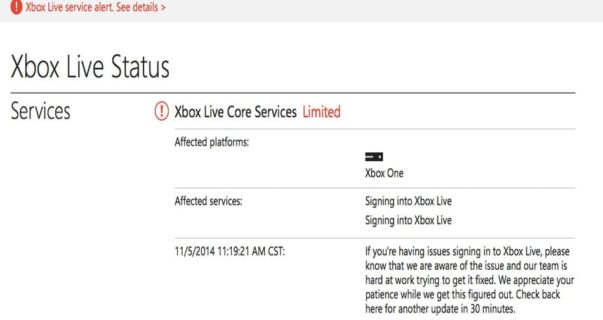 Xbox Live service alert. See details >
Xbox Live Status
Services
Xbox Live Core Services Limited
Affected platforms:
Xbox One
Affected services:
Signing into Xbox Live
Signing into Xbox Live
11/5/2014 11:19:21 AM CST:
If you're having issues signing in to Xbox Live, please
know that we are aware of the issue and our team is
hard at work trying to get it fixed. We appreciate your
patience while we get this figured out. Check back
here for another update in 30 minutes.